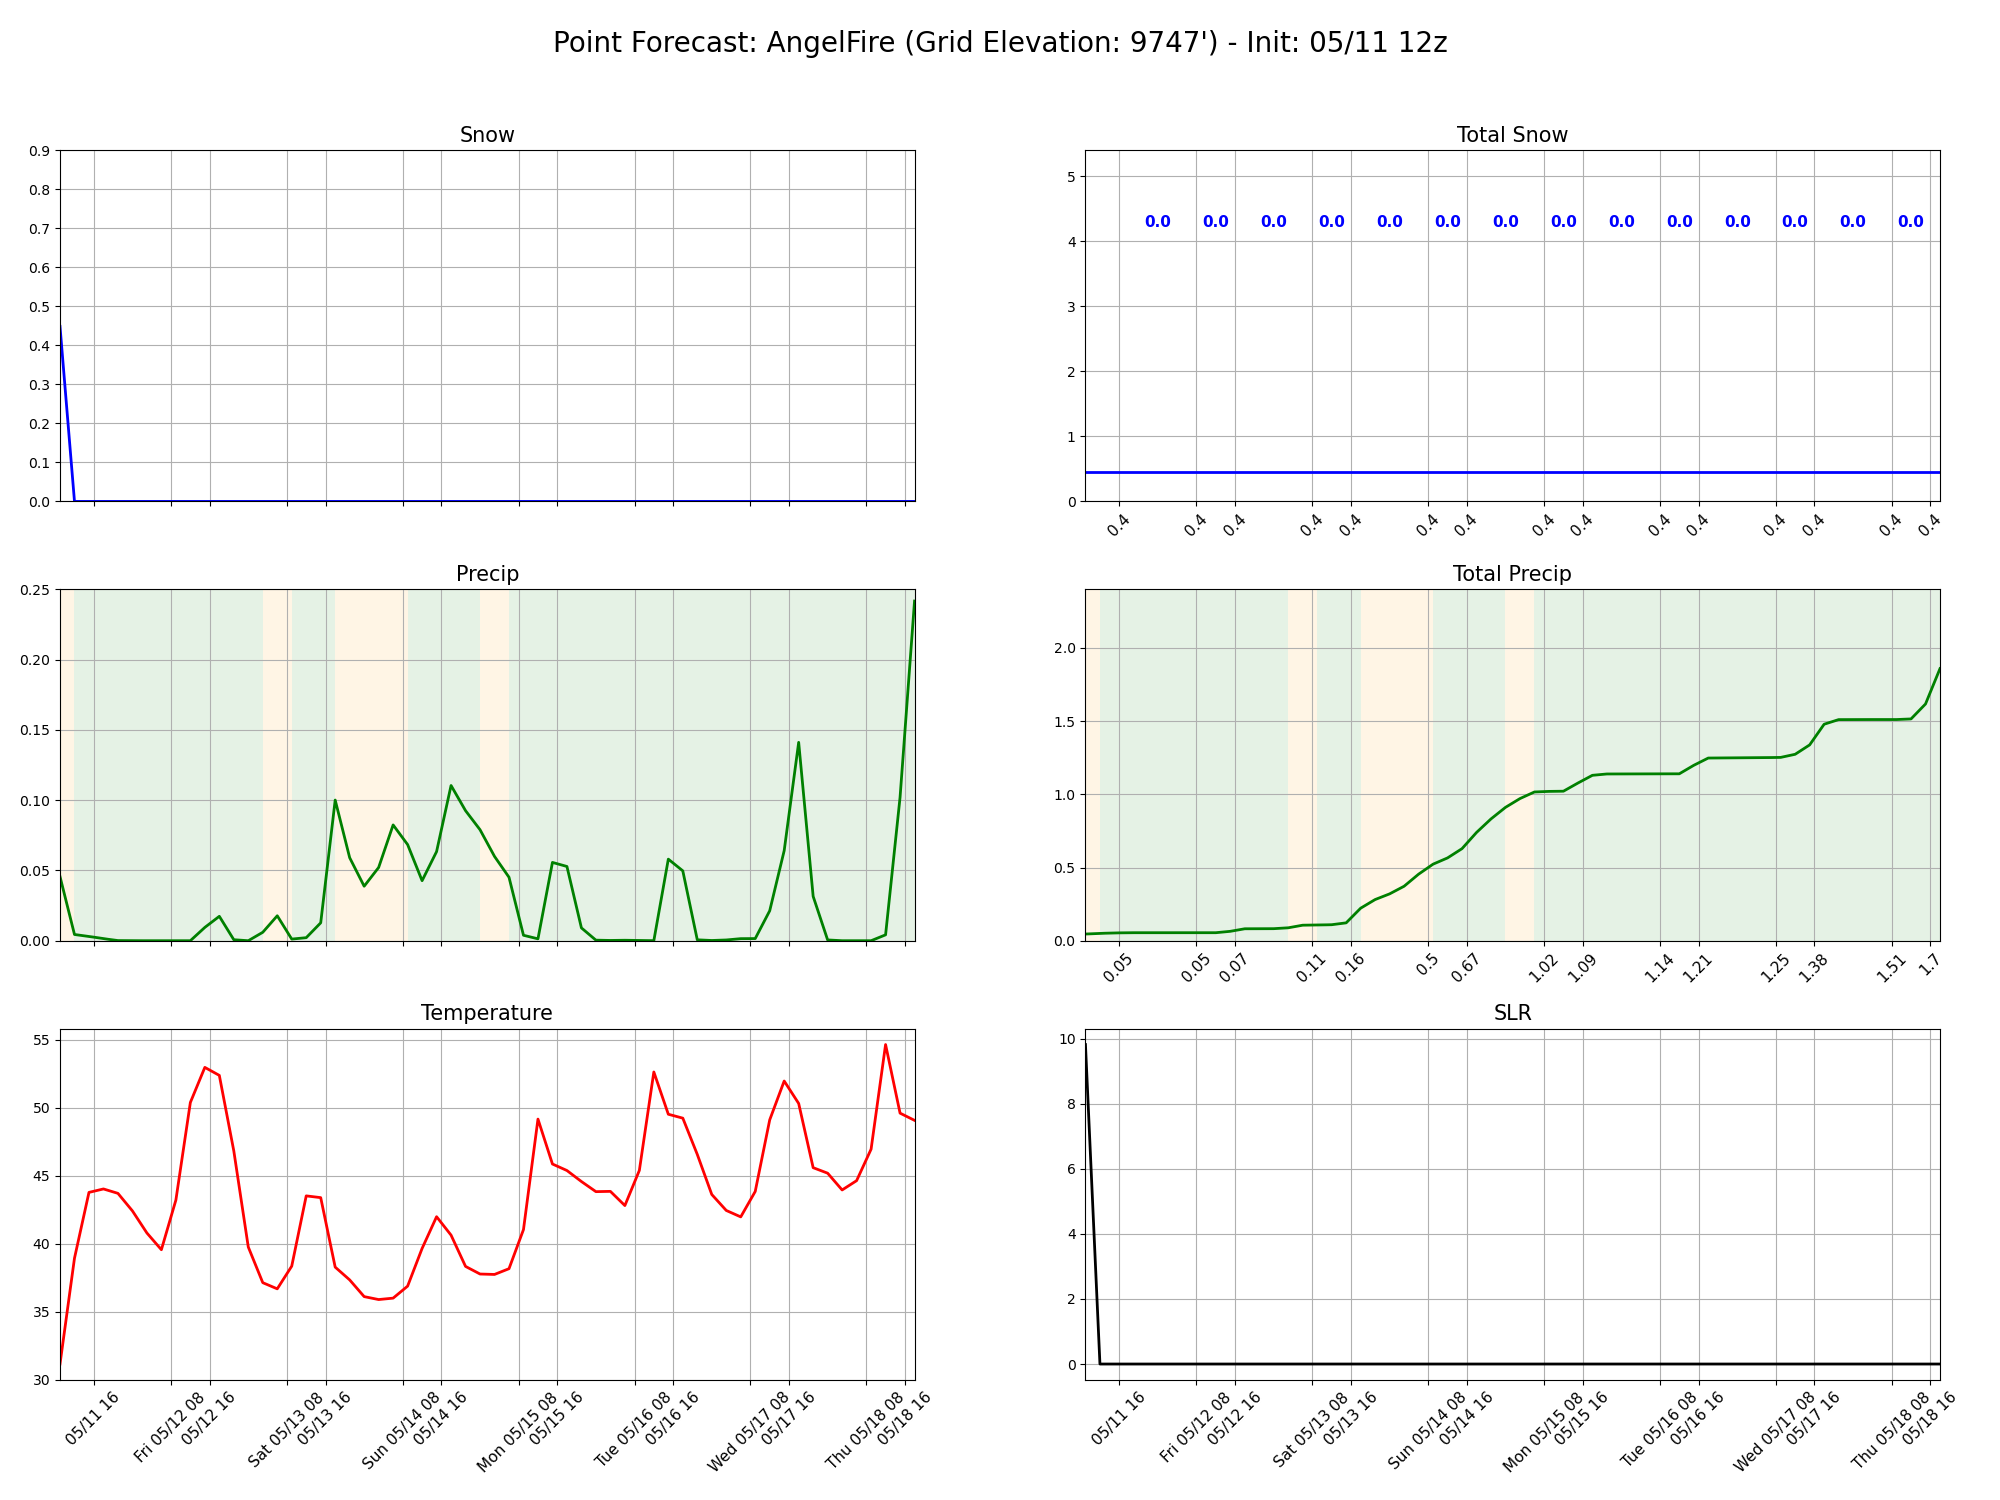 Point Forecast: AngelFire (Grid Elevation: 9747') - Init: 05/11 12z
Snow
0.9
0.8
0.7
0.6
0.5
0.4
0.3
0.2
0.1
0.0
Total Snow
5
4
3
2
1
0
0.0 0.0 0.0 0.0 0.0 0.0 0.0 0.0 0.0 0.0 0.0 0.0 0.0 0.0
0.4 0.4 0.4 0.4 0.4 0.4 0.4 0.4 0.4 0.4 0.4 0.4 0.4 0.4 0.4
Precip
0.25
0.20
0.15
0.10
0.05
0.00
Total Precip
2.0
1.5
1.0
0.5
0.0
0.05 0.05 0.07 0.11 0.16 0.5 0.67 1.02 1.09 1.14 1.21 1.25 1.38 1.51 1.7
Temperature
55
50
45
40
35
30
05/11 16
Fri 05/12 08
05/12 16
Sat 05/13 08
05/13 16
Sun 05/14 08
05/14 16
Mon 05/15 08
05/15 16
Tue 05/16 08
05/16 16
Wed 05/17 08
05/17 16
Thu 05/18 08
05/18 16
SLR
10
8
6
4
2
0
05/11 16
Fri 05/12 08
05/12 16
Sat 05/13 08
05/13 16
Sun 05/14 08
05/14 16
Mon 05/15 08
05/15 16
Tue 05/16 08
05/16 16
Wed 05/17 08
05/17 16
Thu 05/18 08
05/18 16